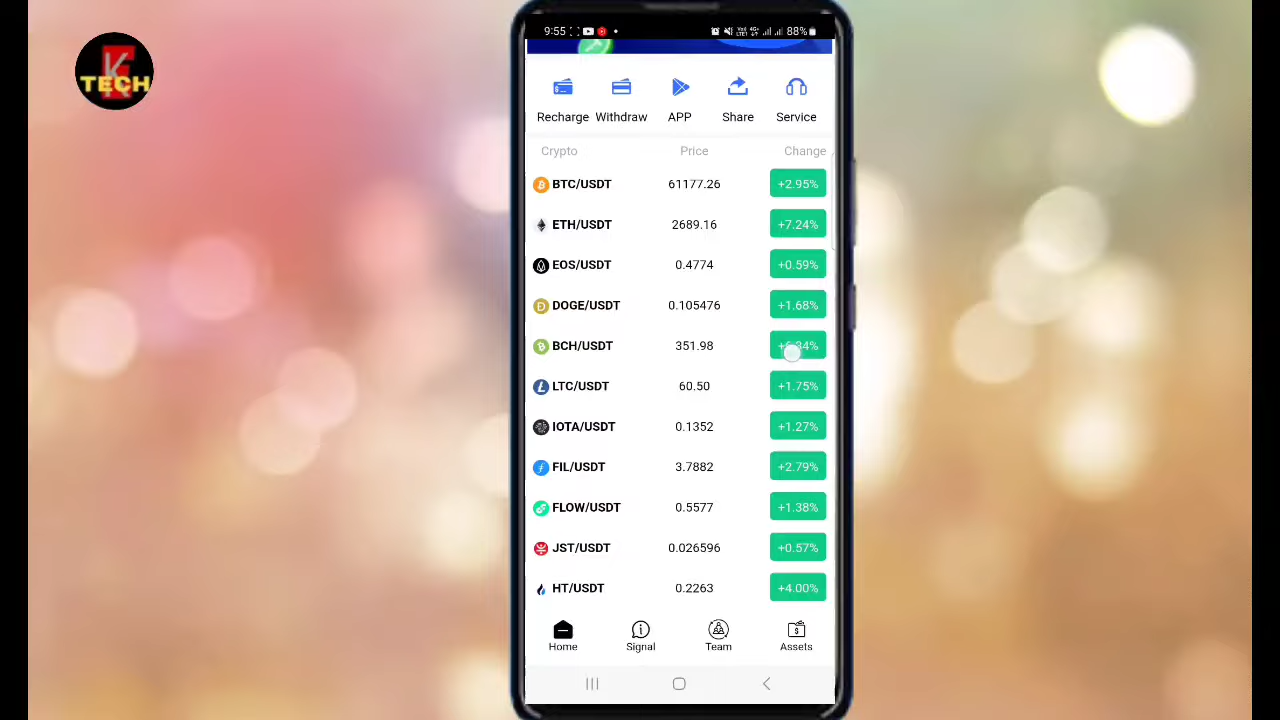 K
TECH
9:55
88%
Recharge Withdraw APP Share Service
Crypto Price Change
BTC/USDT 61177.26 +2.95%
ETH/USDT 2689.16 +7.24%
EOS/USDT 0.4774 +0.59%
DOGE/USDT 0.105476 +1.68%
BCH/USDT 351.98
LTC/USDT 60.50 +1.75%
IOTA/USDT 0.1352 +1.27%
FIL/USDT 3.7882 +2.79%
FLOW/USDT 0.5577 +1.38%
JST/USDT 0.026596 +0.57%
HT/USDT 0.2263 +4.00%
Home Signal Team Assets